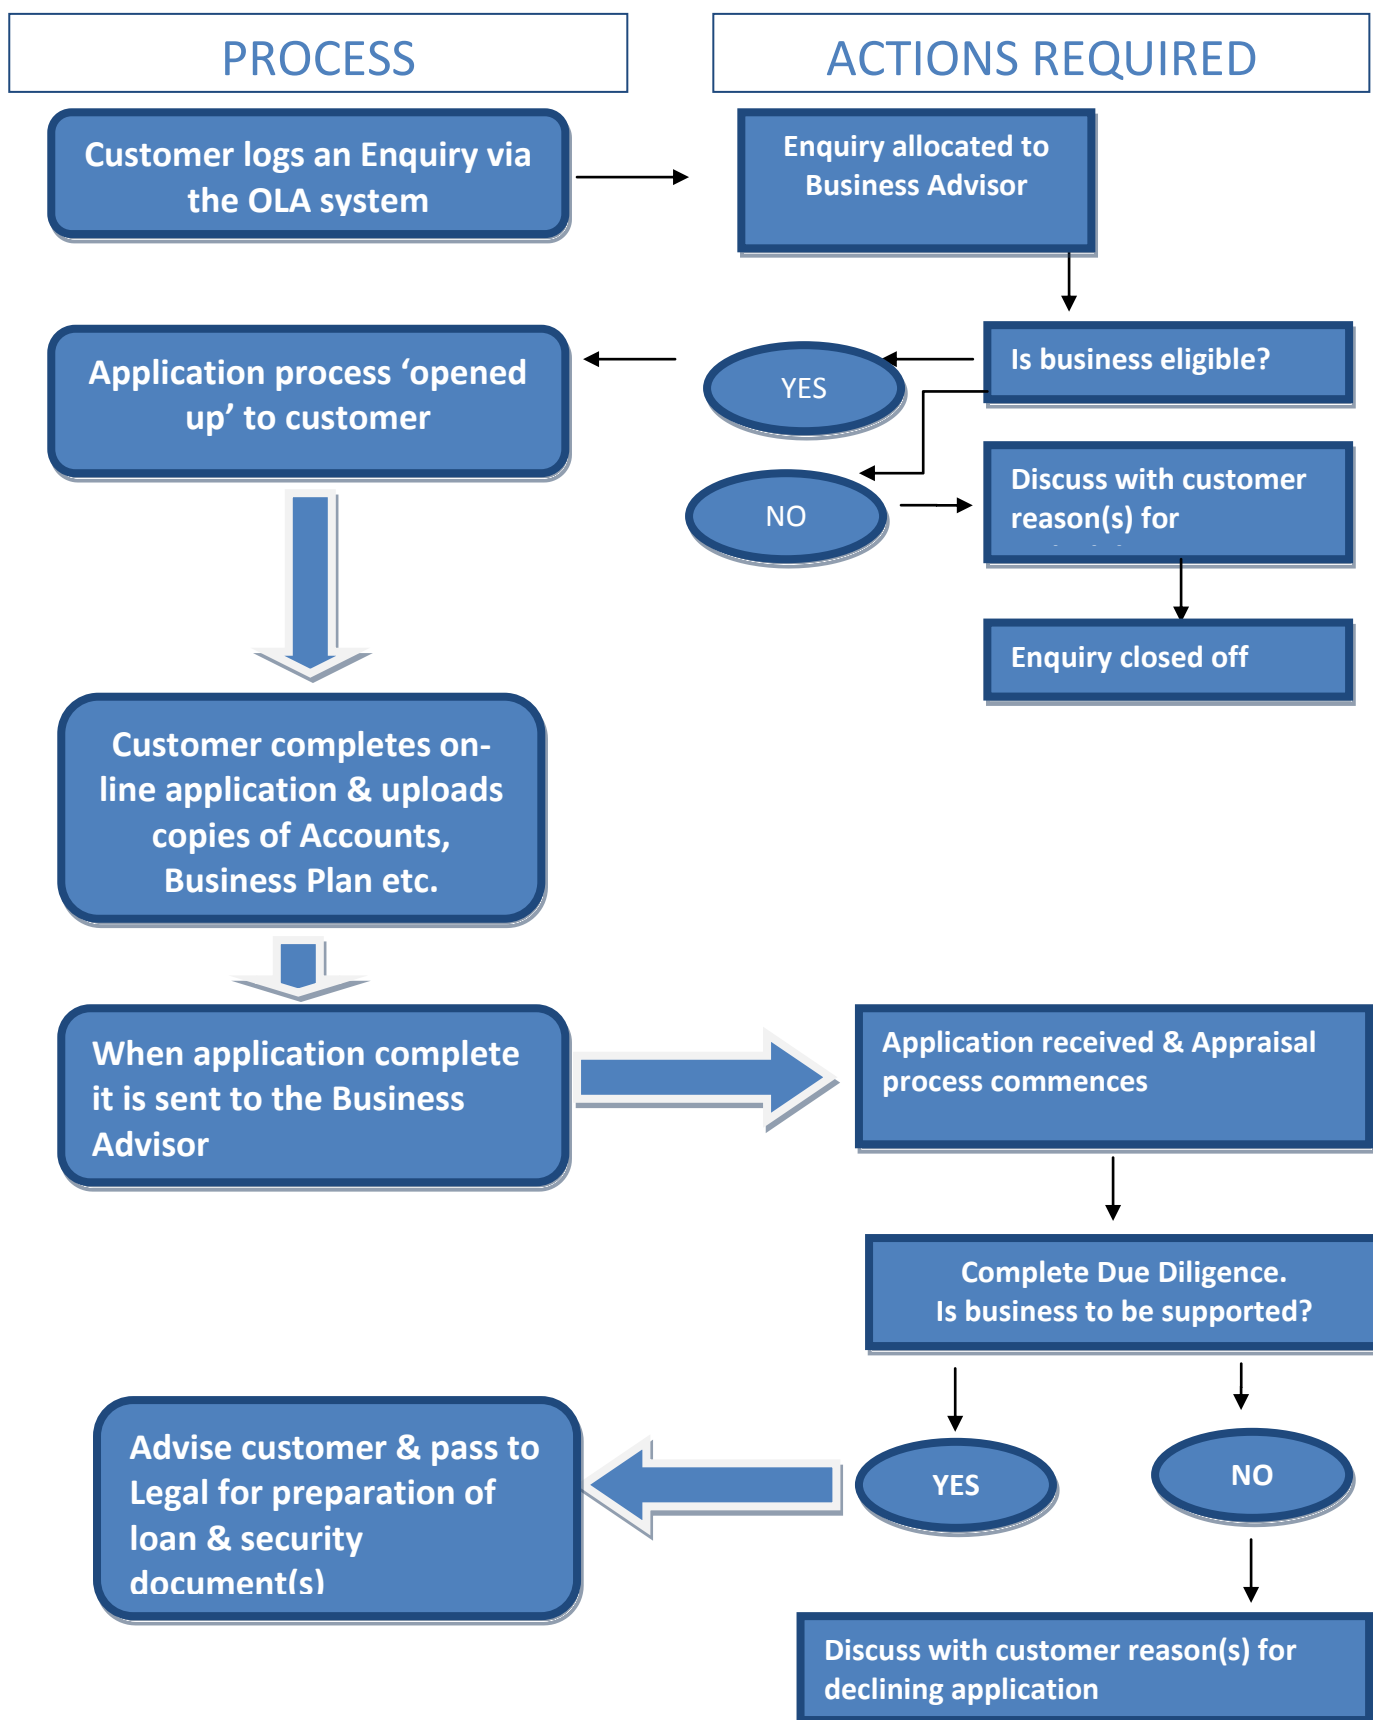 PROCESS
ACTIONS REQUIRED
Customer logs an Enquiry via
the OLA system
Enquiry allocated to
Business Advisor
Is business eligible?
YES
Application process ‘opened
up’ to customer
NO
Discuss with customer
reason(s) for
Enquiry closed off
Customer completes on-
line application & uploads
copies of Accounts,
Business Plan etc.
When application complete
it is sent to the Business
Advisor
Application received & Appraisal
process commences
Complete Due Diligence.
Is business to be supported?
YES
NO
Advise customer & pass to
Legal for preparation of
loan & security
document(s)
Discuss with customer reason(s) for
declining application